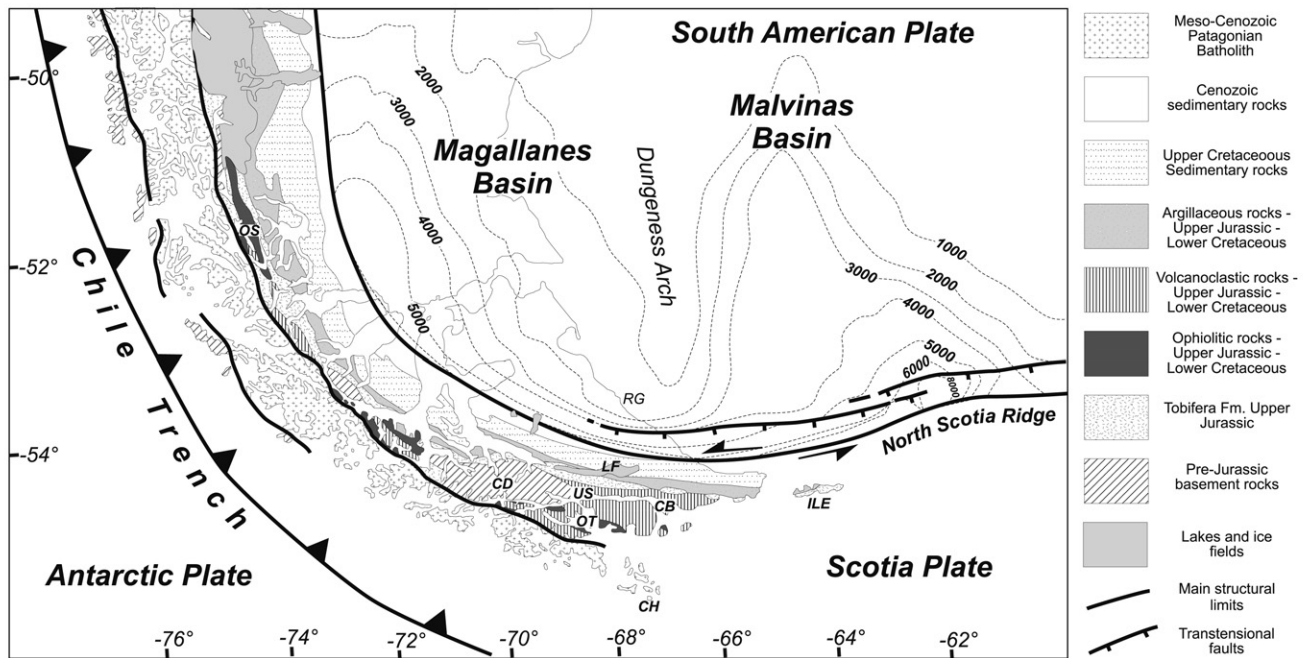 South American Plate
-50°
2000
3000
Malvinas
Basin
Magallanes
Basin
Dungeness Arch
4000
OS
1000
-52°
2000
3000
4000
5000
5000
6000
8000
Chile Trench
RG
North Scotia Ridge
-54°
LF
CD
US
CB
ILE
OT
Antarctic Plate
Scotia Plate
CH
-76°
-74°
-72°
-70°
-68°
-66°
-64°
-62°
Meso-Cenozoic
Patagonian
Batholith
Cenozoic
sedimentary rocks
Upper Cretaceous
Sedimentary rocks
Argillaceous rocks -
Upper Jurassic -
Lower Cretaceous
Volcanoclastic rocks -
Upper Jurassic -
Lower Cretaceous
Ophiolitic rocks -
Upper Jurassic -
Lower Cretaceous
Tobifera Fm. Upper
Jurassic
Pre-Jurassic
basement rocks
Lakes and ice
fields
Main structural
limits
Transtensional
faults